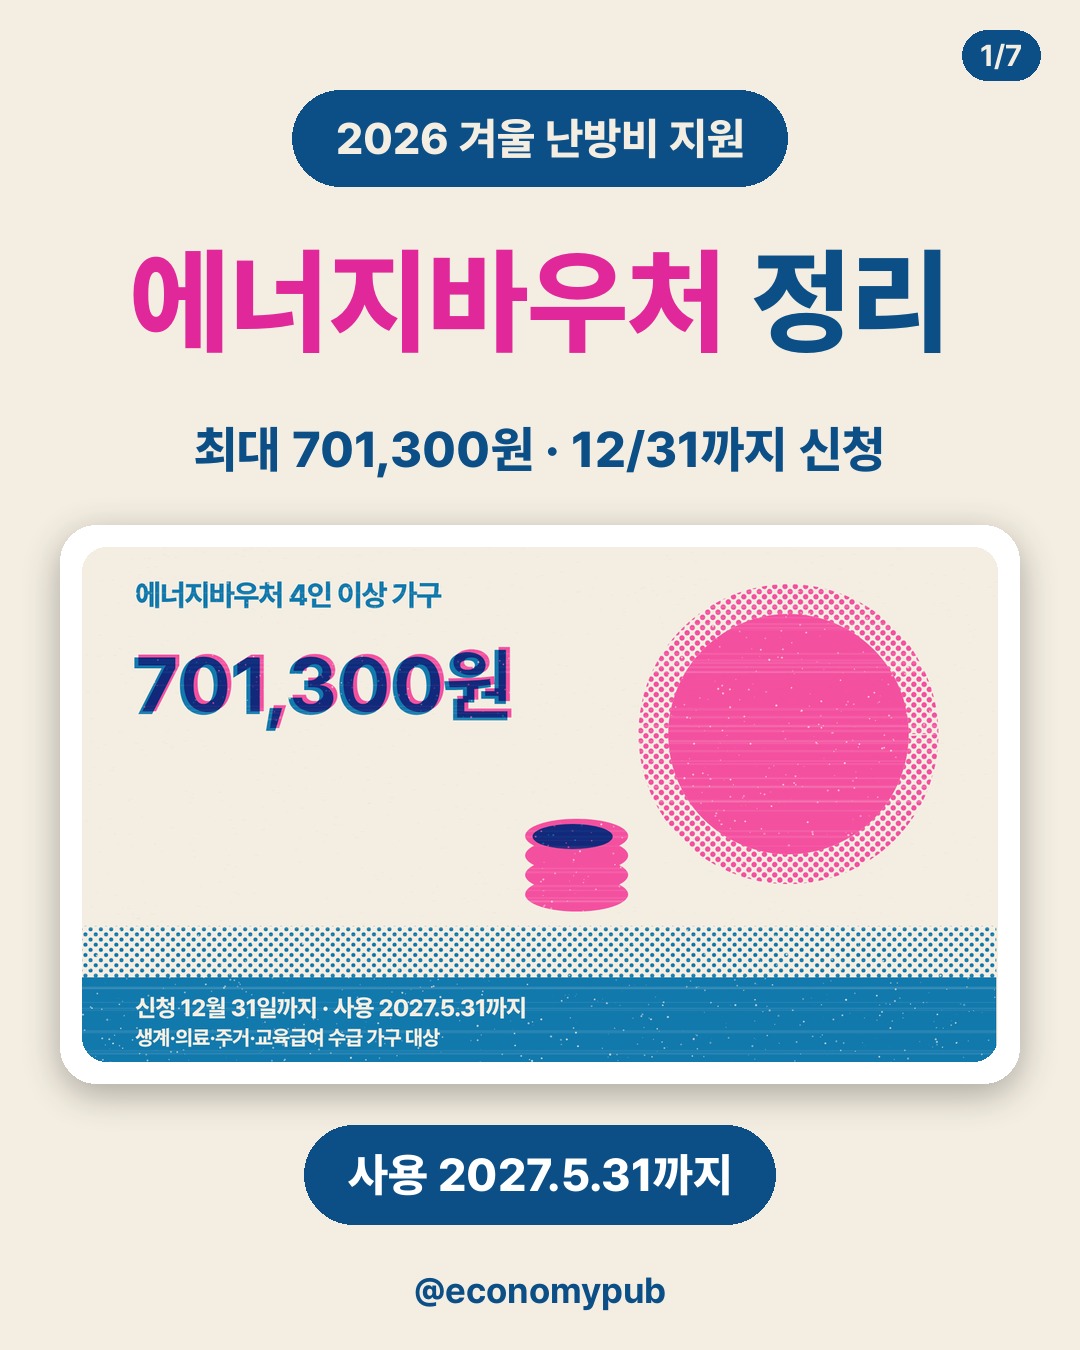 1/7
2026 겨울 난방비 지원
에너지바우처 정리
최대 701,300원 · 12/31까지 신청
에너지바우처 4인 이상 가구
701,300원
신청 12월 31일까지 · 사용 2027.5.31까지
생계·의료·주거·교육급여 수급 가구 대상
사용 2027.5.31까지
@economypub